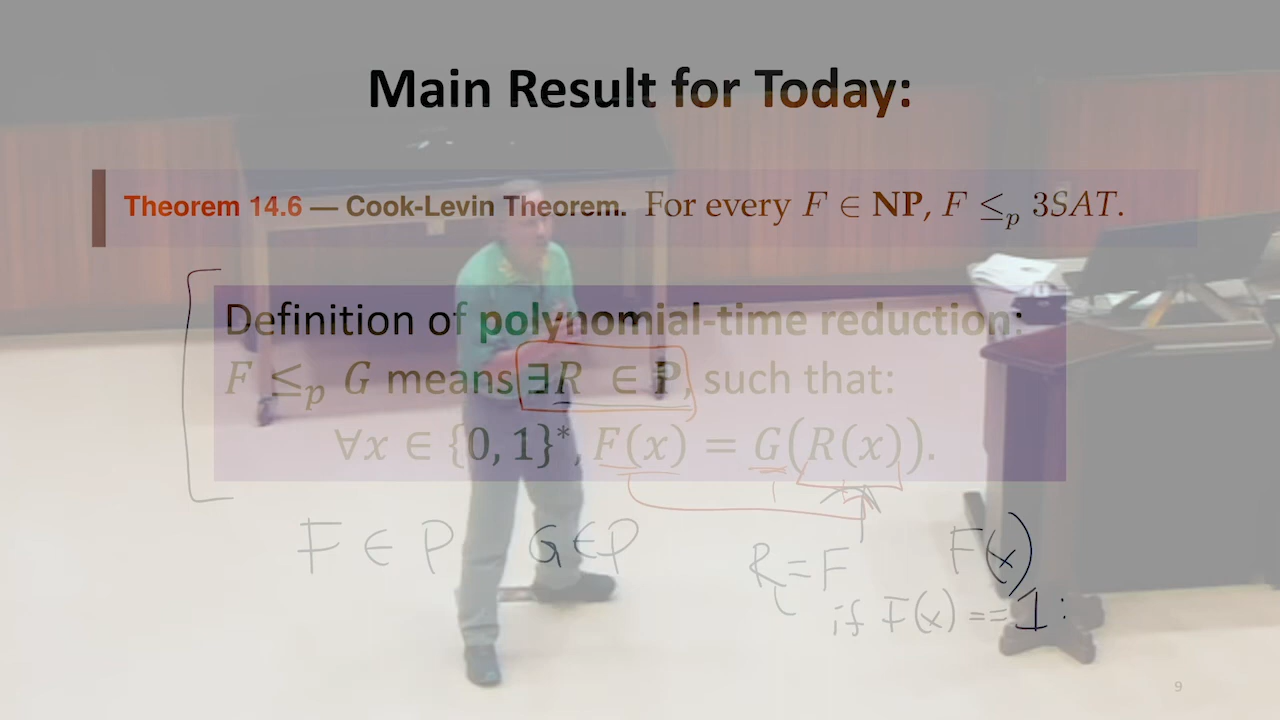 Main Result for Today:
Theorem 14.6 — Cook-Levin Theorem. For every F ∈ NP, F ≤ₚ 3SAT.
Definition of polynomial-time reduction:
F ≤ₚ G means ∃R ∈ P, such that:
∀x ∈ {0, 1}*, F(x) = G(R(x)).
F ∈ P G ∈ P R = F F(x)
if F(x) == 1:
9